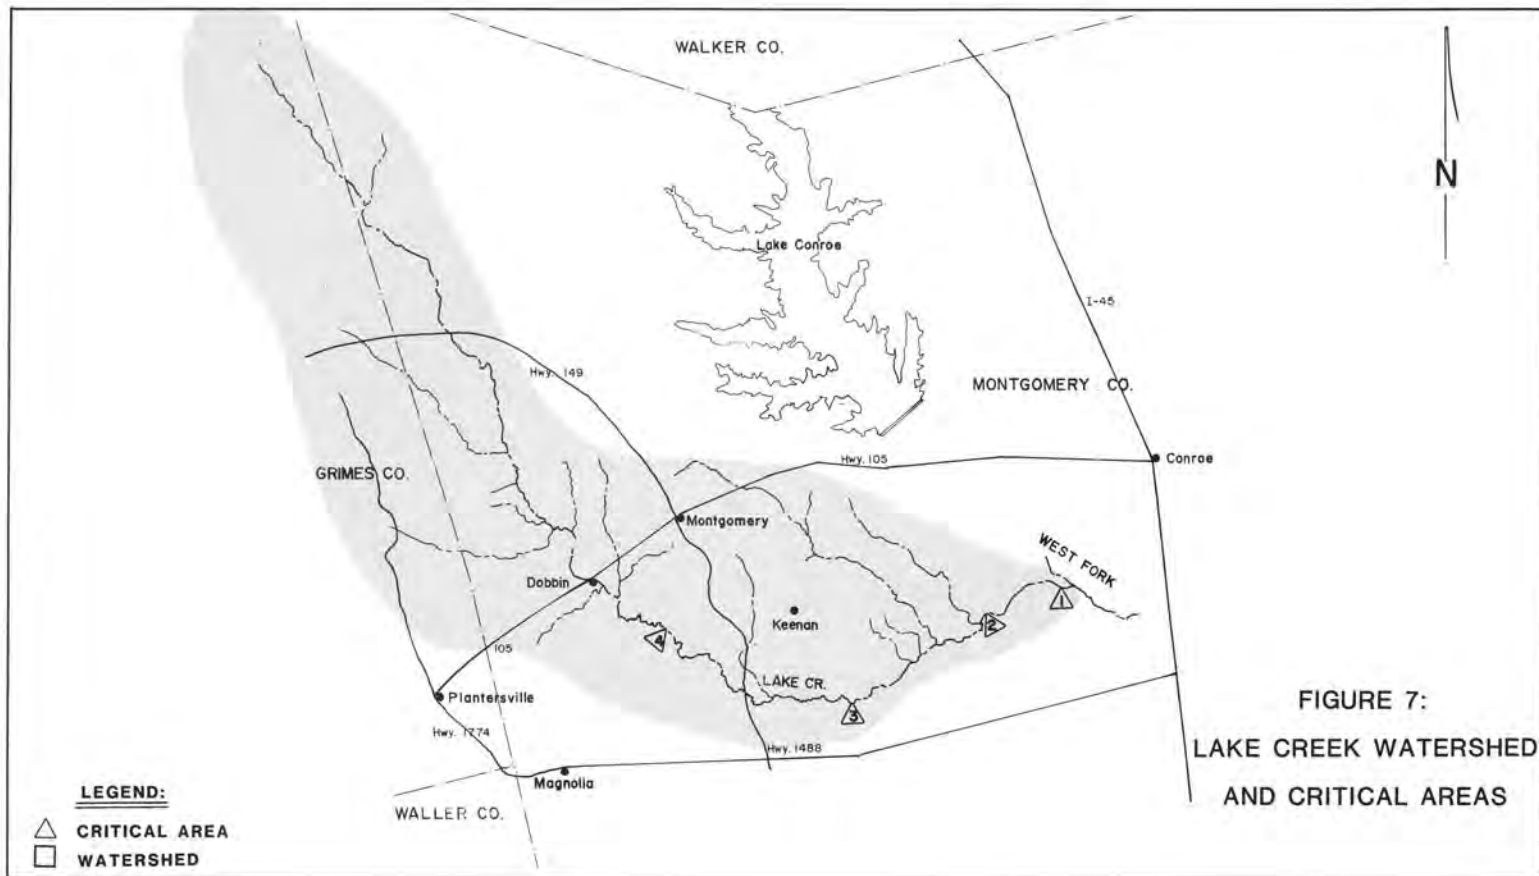 WALKER CO.
N
Lake Conroe
I-45
Hwy. 149
MONTGOMERY CO.
GRIMES CO.
Hwy. 105
Conroe
Montgomery
WEST FORK
Dobbin
1
Keenan
2
4
105
LAKE CR.
Plantersville
3
Hwy. 1774
Hwy. 1488
Magnolia
WALLER CO.
FIGURE 7:
LAKE CREEK WATERSHED
AND CRITICAL AREAS
LEGEND:
CRITICAL AREA
WATERSHED